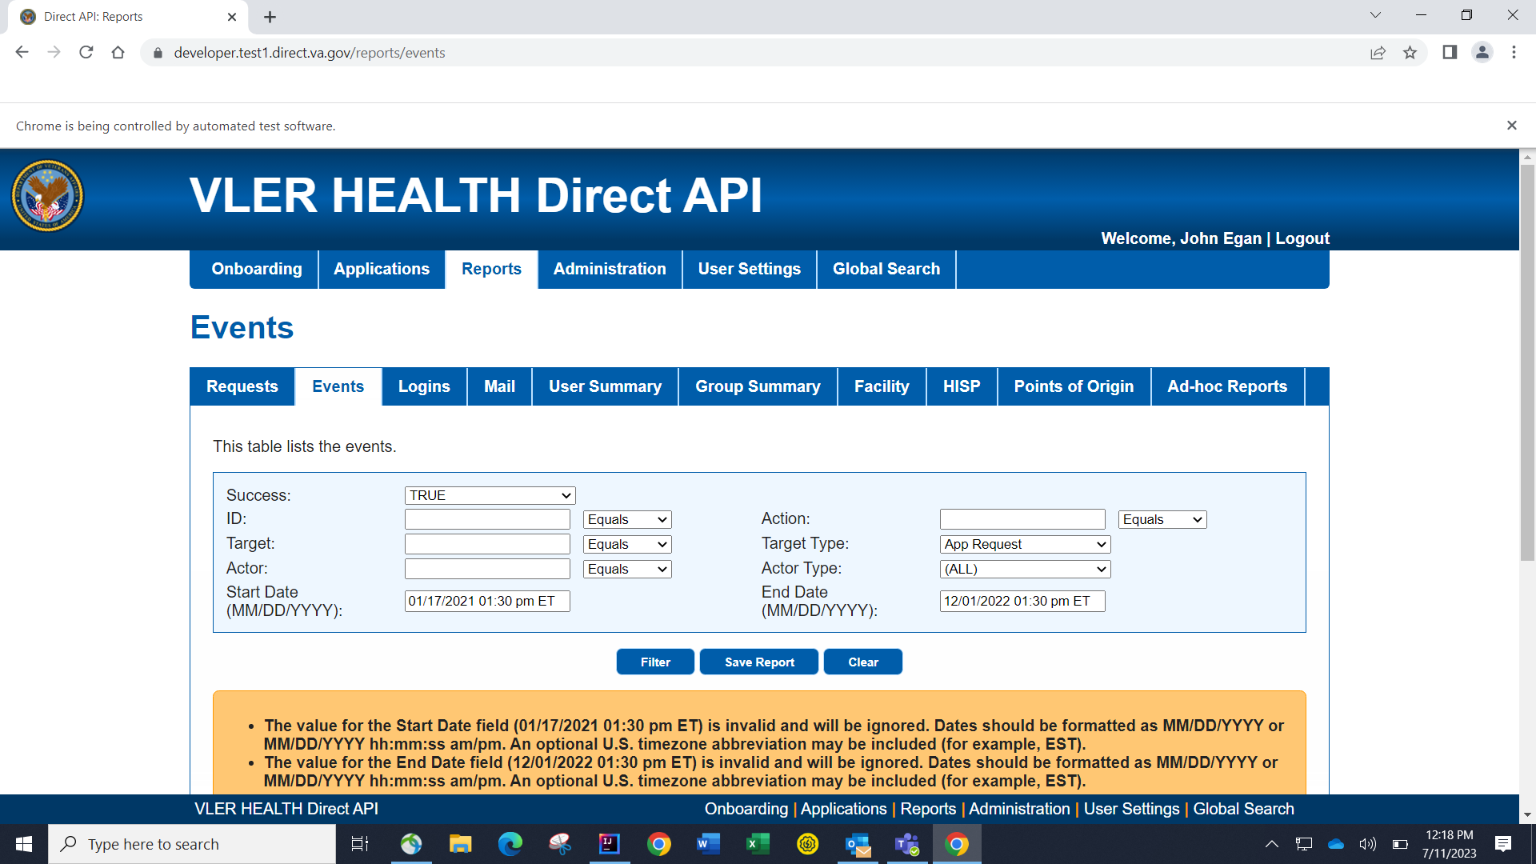 Direct API: Reports
developer.test1.direct.va.gov/reports/events
Chrome is being controlled by automated test software.
VLER HEALTH Direct API
Welcome, John Egan | Logout
Onboarding Applications Reports Administration User Settings Global Search
Events
Requests Events Logins Mail User Summary Group Summary Facility HISP Points of Origin Ad-hoc Reports
This table lists the events.
Success: TRUE
ID: Equals Action: Equals
Target: Equals Target Type: App Request
Actor: Equals Actor Type: (ALL)
Start Date (MM/DD/YYYY): 01/17/2021 01:30 pm ET End Date (MM/DD/YYYY): 12/01/2022 01:30 pm ET
Filter Save Report Clear
• The value for the Start Date field (01/17/2021 01:30 pm ET) is invalid and will be ignored. Dates should be formatted as MM/DD/YYYY or
MM/DD/YYYY hh:mm:ss am/pm. An optional U.S. timezone abbreviation may be included (for example, EST).
• The value for the End Date field (12/01/2022 01:30 pm ET) is invalid and will be ignored. Dates should be formatted as MM/DD/YYYY or
MM/DD/YYYY hh:mm:ss am/pm. An optional U.S. timezone abbreviation may be included (for example, EST).
VLER HEALTH Direct API Onboarding | Applications | Reports | Administration | User Settings | Global Search
Type here to search
12:18 PM
7/11/2023